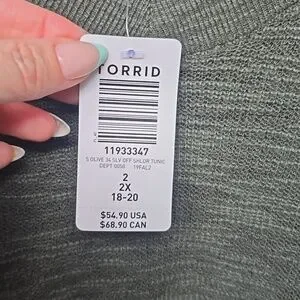 TORRID
11933347
S OLIVE 34 SLV OFF SHLDR TUNIC
DEPT 0058 19FAL2
2
2X
18-20
$54.90 USA
$68.90 CAN